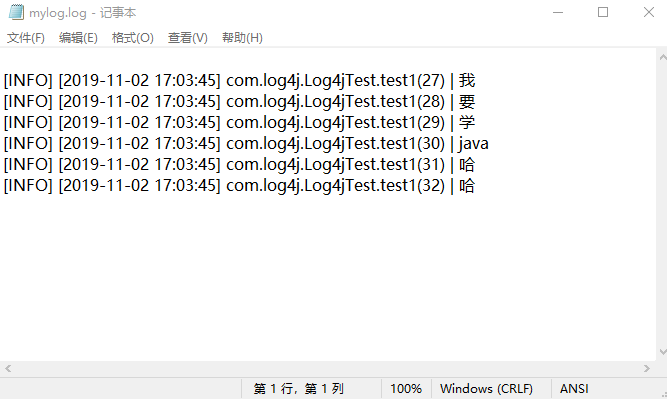 mylog.log - 记事本
文件(F) 编辑(E) 格式(O) 查看(V) 帮助(H)
[INFO] [2019-11-02 17:03:45] com.log4j.Log4jTest.test1(27) | 我
[INFO] [2019-11-02 17:03:45] com.log4j.Log4jTest.test1(28) | 要
[INFO] [2019-11-02 17:03:45] com.log4j.Log4jTest.test1(29) | 学
[INFO] [2019-11-02 17:03:45] com.log4j.Log4jTest.test1(30) | java
[INFO] [2019-11-02 17:03:45] com.log4j.Log4jTest.test1(31) | 哈
[INFO] [2019-11-02 17:03:45] com.log4j.Log4jTest.test1(32) | 哈
第 1 行，第 1 列 100% Windows (CRLF) ANSI